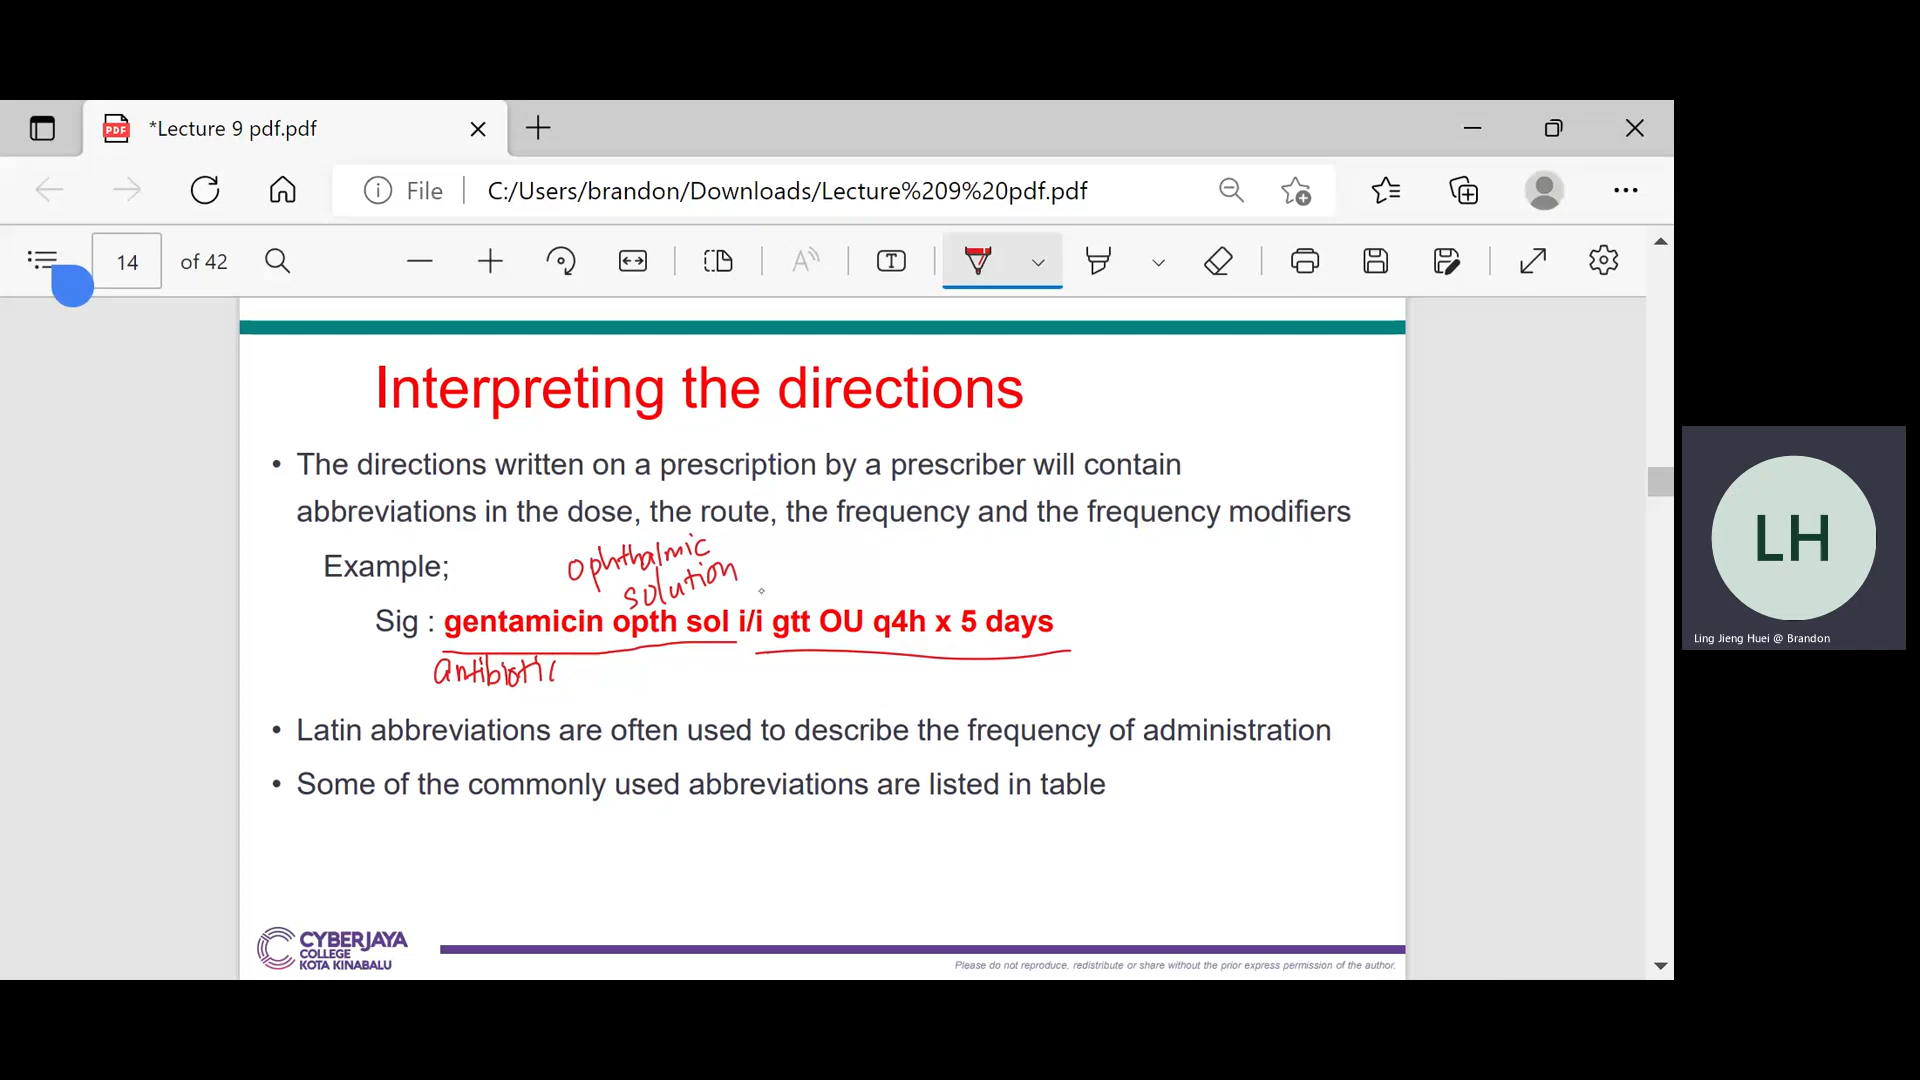 *Lecture 9 pdf.pdf
File
C:/Users/brandon/Downloads/Lecture%209%20pdf.pdf
14 of 42
Interpreting the directions
• The directions written on a prescription by a prescriber will contain
abbreviations in the dose, the route, the frequency and the frequency modifiers
Example;
ophthalmic
solution
Sig : gentamicin opth sol i/i gtt OU q4h x 5 days
antibiotic
• Latin abbreviations are often used to describe the frequency of administration
• Some of the commonly used abbreviations are listed in table
CYBERJAYA
COLLEGE
KOTA KINABALU
Please do not reproduce, redistribute or share without the prior express permission of the author.
LH
Ling Jieng Huei @ Brandon
PDF